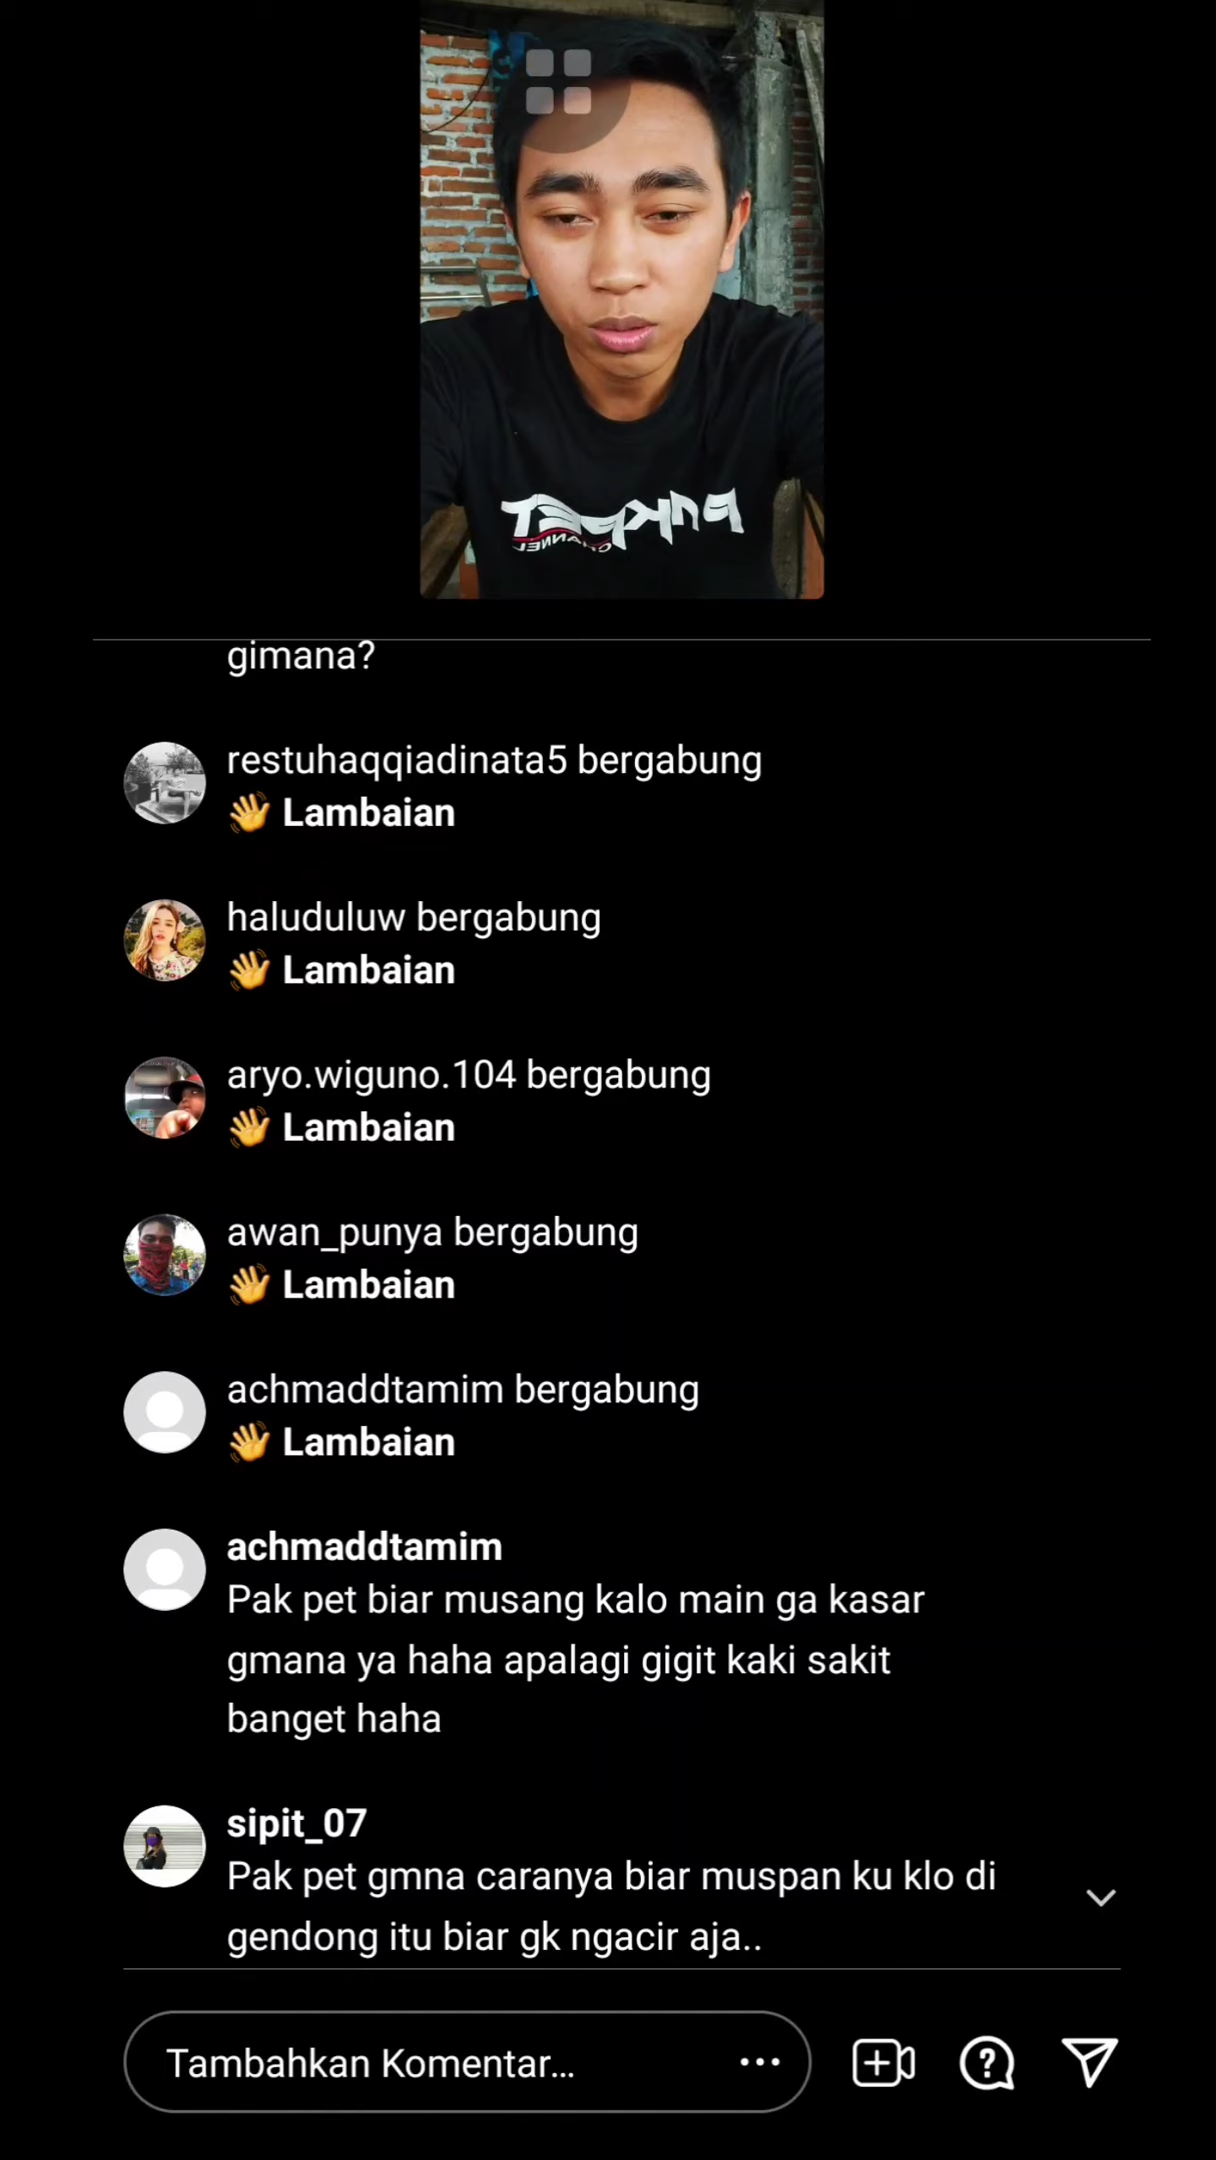 PAKPET
CHANNEL
gimana?
restuhaqqiadinata5 bergabung
👋 Lambaian
haluduluw bergabung
👋 Lambaian
aryo.wiguno.104 bergabung
👋 Lambaian
awan_punya bergabung
👋 Lambaian
achmaddtamim bergabung
👋 Lambaian
achmaddtamim
Pak pet biar musang kalo main ga kasar
gmana ya haha apalagi gigit kaki sakit
banget haha
sipit_07
Pak pet gmna caranya biar muspan ku klo di
gendong itu biar gk ngacir aja..
Tambahkan Komentar...